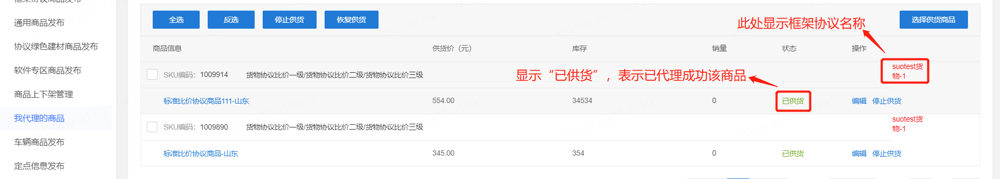 框架协议商品发布
通用商品发布
协议绿色建材商品发布
软件专区商品发布
商品上下架管理
我代理的商品
车辆商品发布
定点信息发布
全选 反选 停止供货 恢复供货 选择供货商品
此处显示框架协议名称
商品信息 供货价（元） 库存 销量 状态 操作
SKU编码：1009914 货物协议比价一级/货物协议比价二级/货物协议比价三级
suotest货
物-1
显示“已供货”，表示已代理成功该商品
标准比价协议商品111-山东 554.00 34534 0 已供货 编辑 停止供货
SKU编码：1009890 货物协议比价一级/货物协议比价二级/货物协议比价三级
suotest货
物-1
标准比价协议商品-山东 345.00 354 0 已供货 编辑 停止供货